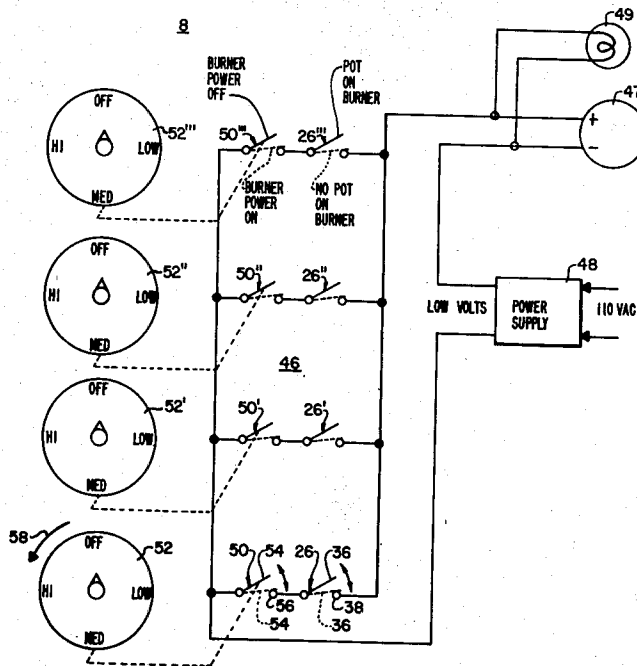 8
49
BURNER
POWER
OFF
POT
ON
BURNER
47
OFF
HI
LOW
MED
52'''
50'''
26'''
+
−
BURNER
POWER
ON
NO POT
ON
BURNER
OFF
HI
LOW
MED
52''
50''
26''
48
LOW VOLTS
POWER
SUPPLY
110 VAC
46
OFF
HI
LOW
MED
52'
50'
26'
58
OFF
HI
LOW
MED
52
50
54
26
36
56
38
54
36